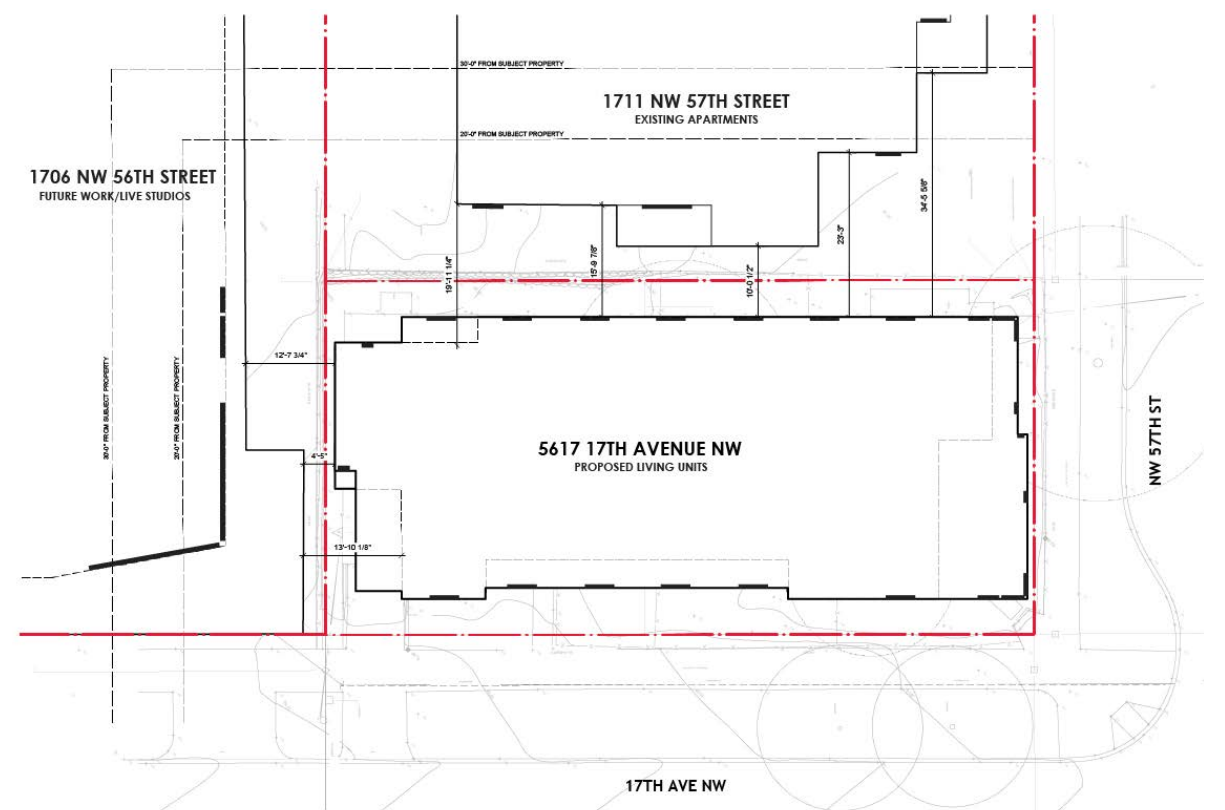 30'-0" FROM SUBJECT PROPERTY
1711 NW 57TH STREET
EXISTING APARTMENTS
20'-0" FROM SUBJECT PROPERTY
1706 NW 56TH STREET
FUTURE WORK/LIVE STUDIOS
34'-5 5/8"
23'-3"
15'-9 7/8"
19'-11 1/4"
10'-0 1/2"
12'-7 3/4"
30'-0" FROM SUBJECT PROPERTY
20'-0" FROM SUBJECT PROPERTY
5617 17TH AVENUE NW
PROPOSED LIVING UNITS
4'-5"
NW 57TH ST
13'-10 1/8"
17TH AVE NW